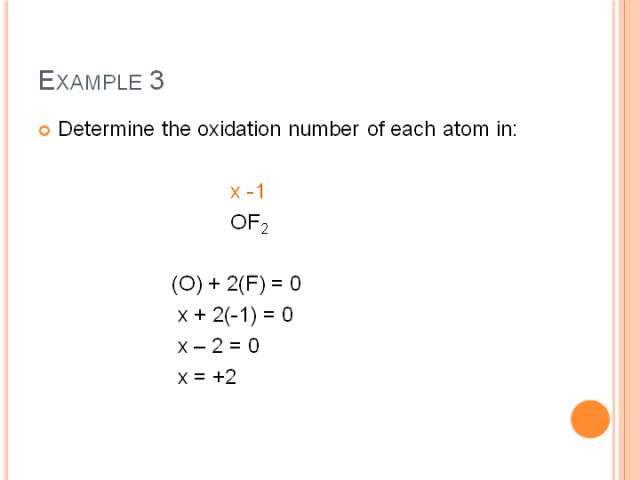 EXAMPLE 3
Determine the oxidation number of each atom in:
x -1
OF₂
(O) + 2(F) = 0
x + 2(-1) = 0
x – 2 = 0
x = +2